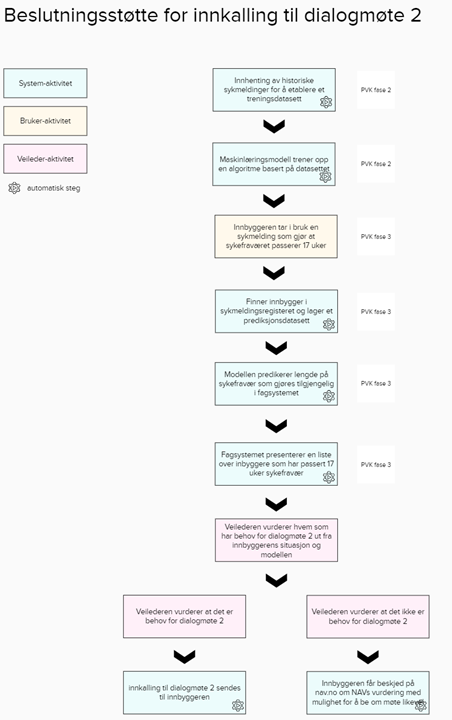 Beslutningsstøtte for innkalling til dialogmøte 2
System-aktivitet
Bruker-aktivitet
Veileder-aktivitet
automatisk steg
Innhenting av historiske
sykmeldinger for å etablere et
treningsdatasett
PVK fase 2
Maskinlæringsmodell trener opp
en algoritme basert på datasettet
PVK fase 2
Innbyggeren tar i bruk en
sykmelding som gjør at
sykefraværet passerer 17 uker
PVK fase 3
Finner innbygger i
sykmeldingsregisteret og lager et
prediksjonsdatasett
PVK fase 3
Modellen predikerer lengde på
sykefravær som gjøres tilgjengelig
i fagsystemet
PVK fase 3
Fagsystemet presenterer en liste
over inbyggere som har passert 17
uker sykefravær
PVK fase 3
Veilederen vurderer hvem som
har behov for dialogmøte 2 ut fra
innbyggerens situasjon og
modellen
Veilederen vurderer at det er
behov for dialogmøte 2
Veilederen vurderer at det ikke er
behov for dialogmøte 2
innkalling til dialogmøte 2 sendes
til innbyggeren
Innbyggeren får beskjed på
nav.no om NAVs vurdering med
mulighet for å be om møte likevel